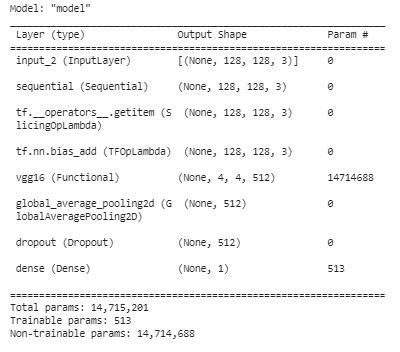 Model: "model"
Layer (type) Output Shape Param #
input_2 (InputLayer) [(None, 128, 128, 3)] 0
sequential (Sequential) (None, 128, 128, 3) 0
tf.__operators__.getitem (S (None, 128, 128, 3) 0
licingOpLambda)
tf.nn.bias_add (TFOpLambda) (None, 128, 128, 3) 0
vgg16 (Functional) (None, 4, 4, 512) 14714688
global_average_pooling2d (G (None, 512) 0
lobalAveragePooling2D)
dropout (Dropout) (None, 512) 0
dense (Dense) (None, 1) 513
Total params: 14,715,201
Trainable params: 513
Non-trainable params: 14,714,688